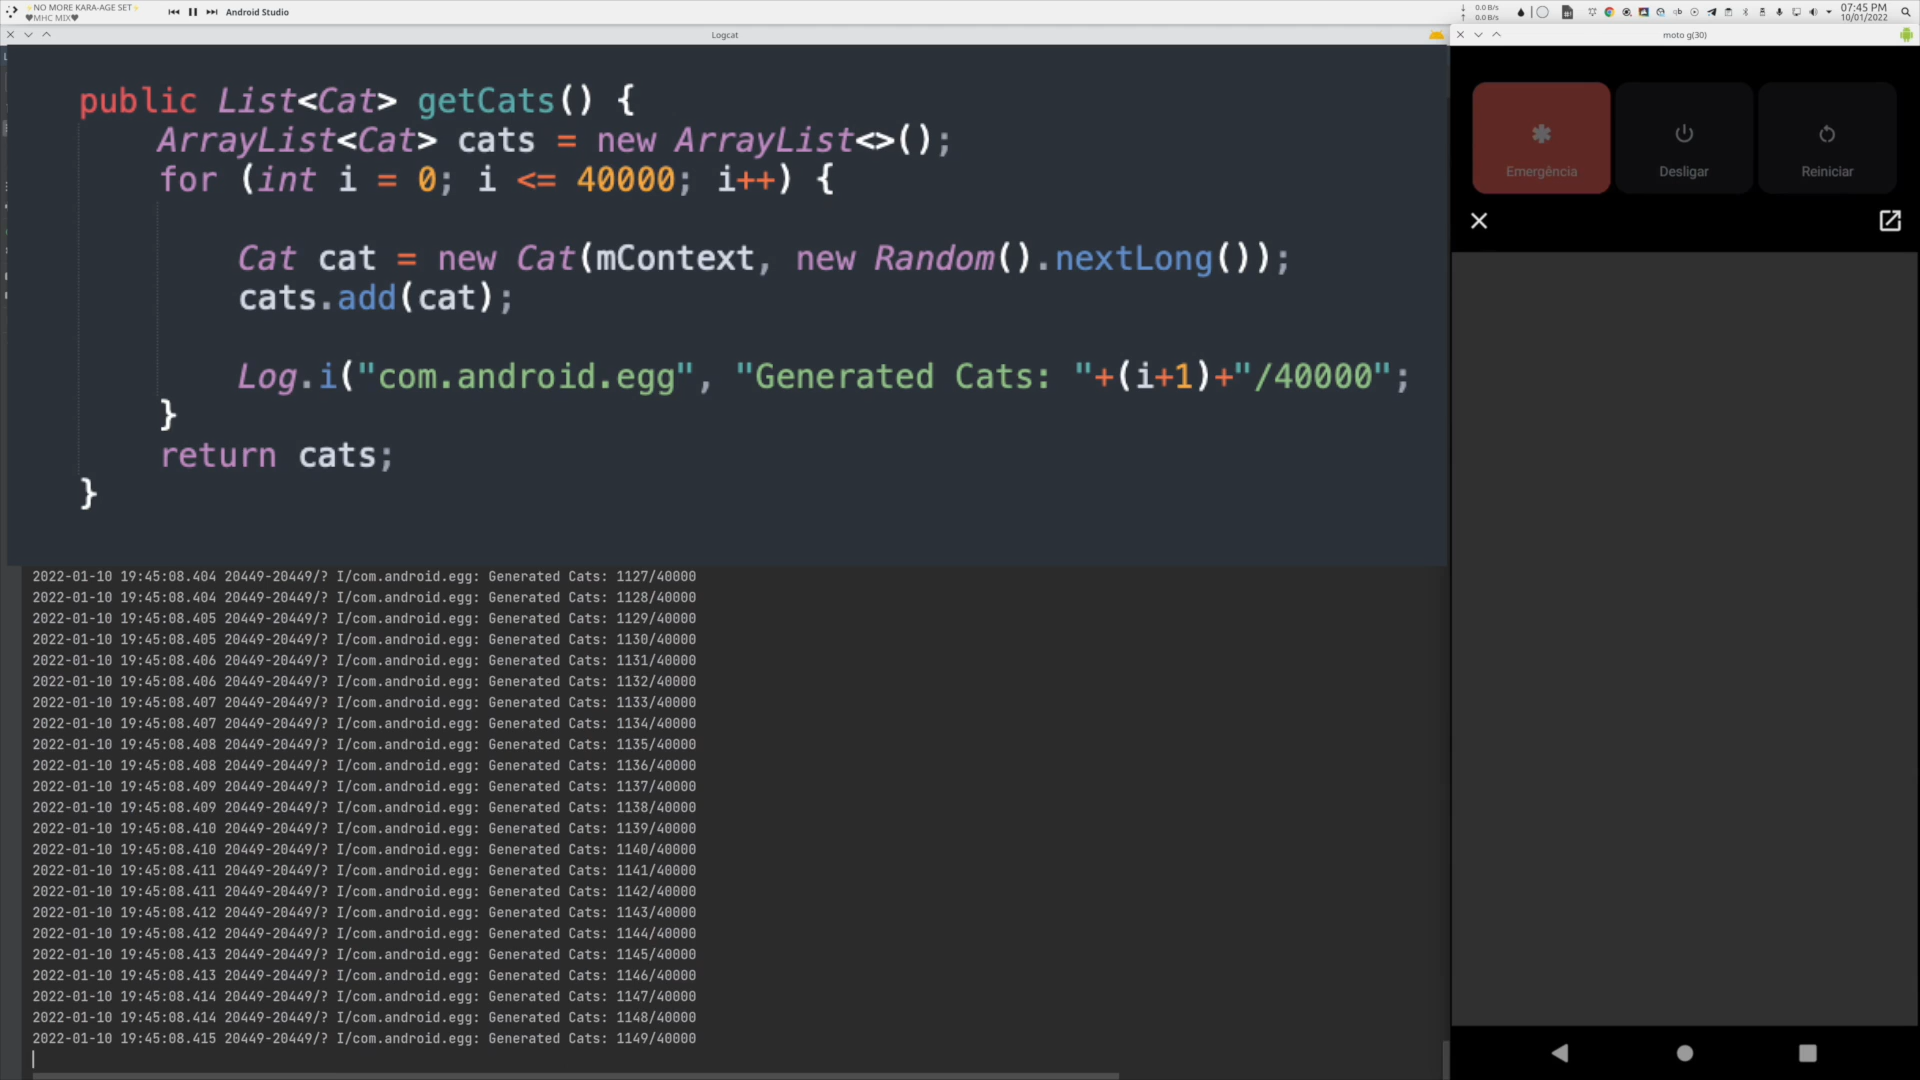 ⚡NO MORE KARA-AGE SET⚡
♥MHC MIX♥
Android Studio
↓ 0.0 B/s
↑ 0.0 B/s
07:45 PM
10/01/2022
Logcat
moto g(30)
public List<Cat> getCats() {
ArrayList<Cat> cats = new ArrayList<>();
for (int i = 0; i <= 40000; i++) {
Cat cat = new Cat(mContext, new Random().nextLong());
cats.add(cat);
Log.i("com.android.egg", "Generated Cats: "+(i+1)+"/40000";
}
return cats;
}
2022-01-10 19:45:08.404 20449-20449/? I/com.android.egg: Generated Cats: 1127/40000
2022-01-10 19:45:08.404 20449-20449/? I/com.android.egg: Generated Cats: 1128/40000
2022-01-10 19:45:08.405 20449-20449/? I/com.android.egg: Generated Cats: 1129/40000
2022-01-10 19:45:08.405 20449-20449/? I/com.android.egg: Generated Cats: 1130/40000
2022-01-10 19:45:08.406 20449-20449/? I/com.android.egg: Generated Cats: 1131/40000
2022-01-10 19:45:08.406 20449-20449/? I/com.android.egg: Generated Cats: 1132/40000
2022-01-10 19:45:08.407 20449-20449/? I/com.android.egg: Generated Cats: 1133/40000
2022-01-10 19:45:08.407 20449-20449/? I/com.android.egg: Generated Cats: 1134/40000
2022-01-10 19:45:08.408 20449-20449/? I/com.android.egg: Generated Cats: 1135/40000
2022-01-10 19:45:08.408 20449-20449/? I/com.android.egg: Generated Cats: 1136/40000
2022-01-10 19:45:08.409 20449-20449/? I/com.android.egg: Generated Cats: 1137/40000
2022-01-10 19:45:08.409 20449-20449/? I/com.android.egg: Generated Cats: 1138/40000
2022-01-10 19:45:08.410 20449-20449/? I/com.android.egg: Generated Cats: 1139/40000
2022-01-10 19:45:08.410 20449-20449/? I/com.android.egg: Generated Cats: 1140/40000
2022-01-10 19:45:08.411 20449-20449/? I/com.android.egg: Generated Cats: 1141/40000
2022-01-10 19:45:08.411 20449-20449/? I/com.android.egg: Generated Cats: 1142/40000
2022-01-10 19:45:08.412 20449-20449/? I/com.android.egg: Generated Cats: 1143/40000
2022-01-10 19:45:08.412 20449-20449/? I/com.android.egg: Generated Cats: 1144/40000
2022-01-10 19:45:08.413 20449-20449/? I/com.android.egg: Generated Cats: 1145/40000
2022-01-10 19:45:08.413 20449-20449/? I/com.android.egg: Generated Cats: 1146/40000
2022-01-10 19:45:08.414 20449-20449/? I/com.android.egg: Generated Cats: 1147/40000
2022-01-10 19:45:08.414 20449-20449/? I/com.android.egg: Generated Cats: 1148/40000
2022-01-10 19:45:08.415 20449-20449/? I/com.android.egg: Generated Cats: 1149/40000
Emergência
Desligar
Reiniciar